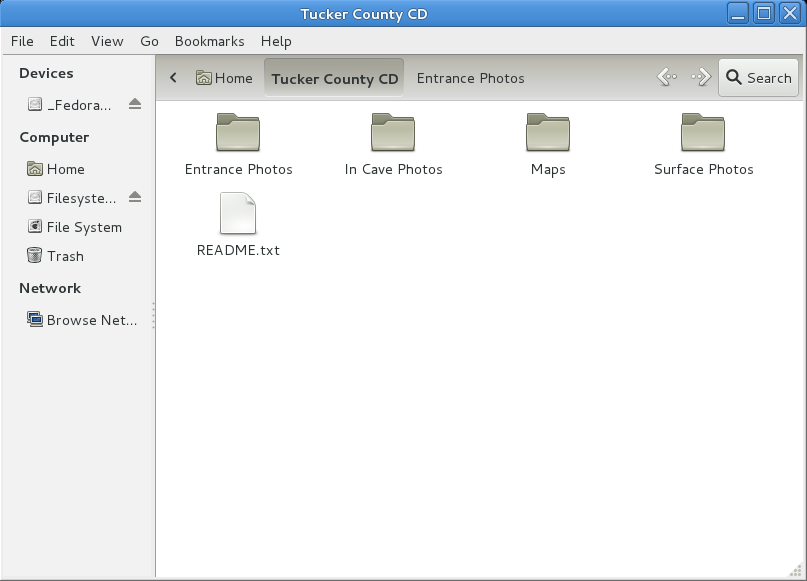 Tucker County CD
File Edit View Go Bookmarks Help
Devices
_Fedora...
Computer
Home
Filesyste...
File System
Trash
Network
Browse Net...
Home Tucker County CD Entrance Photos Search
Entrance Photos In Cave Photos Maps Surface Photos
README.txt